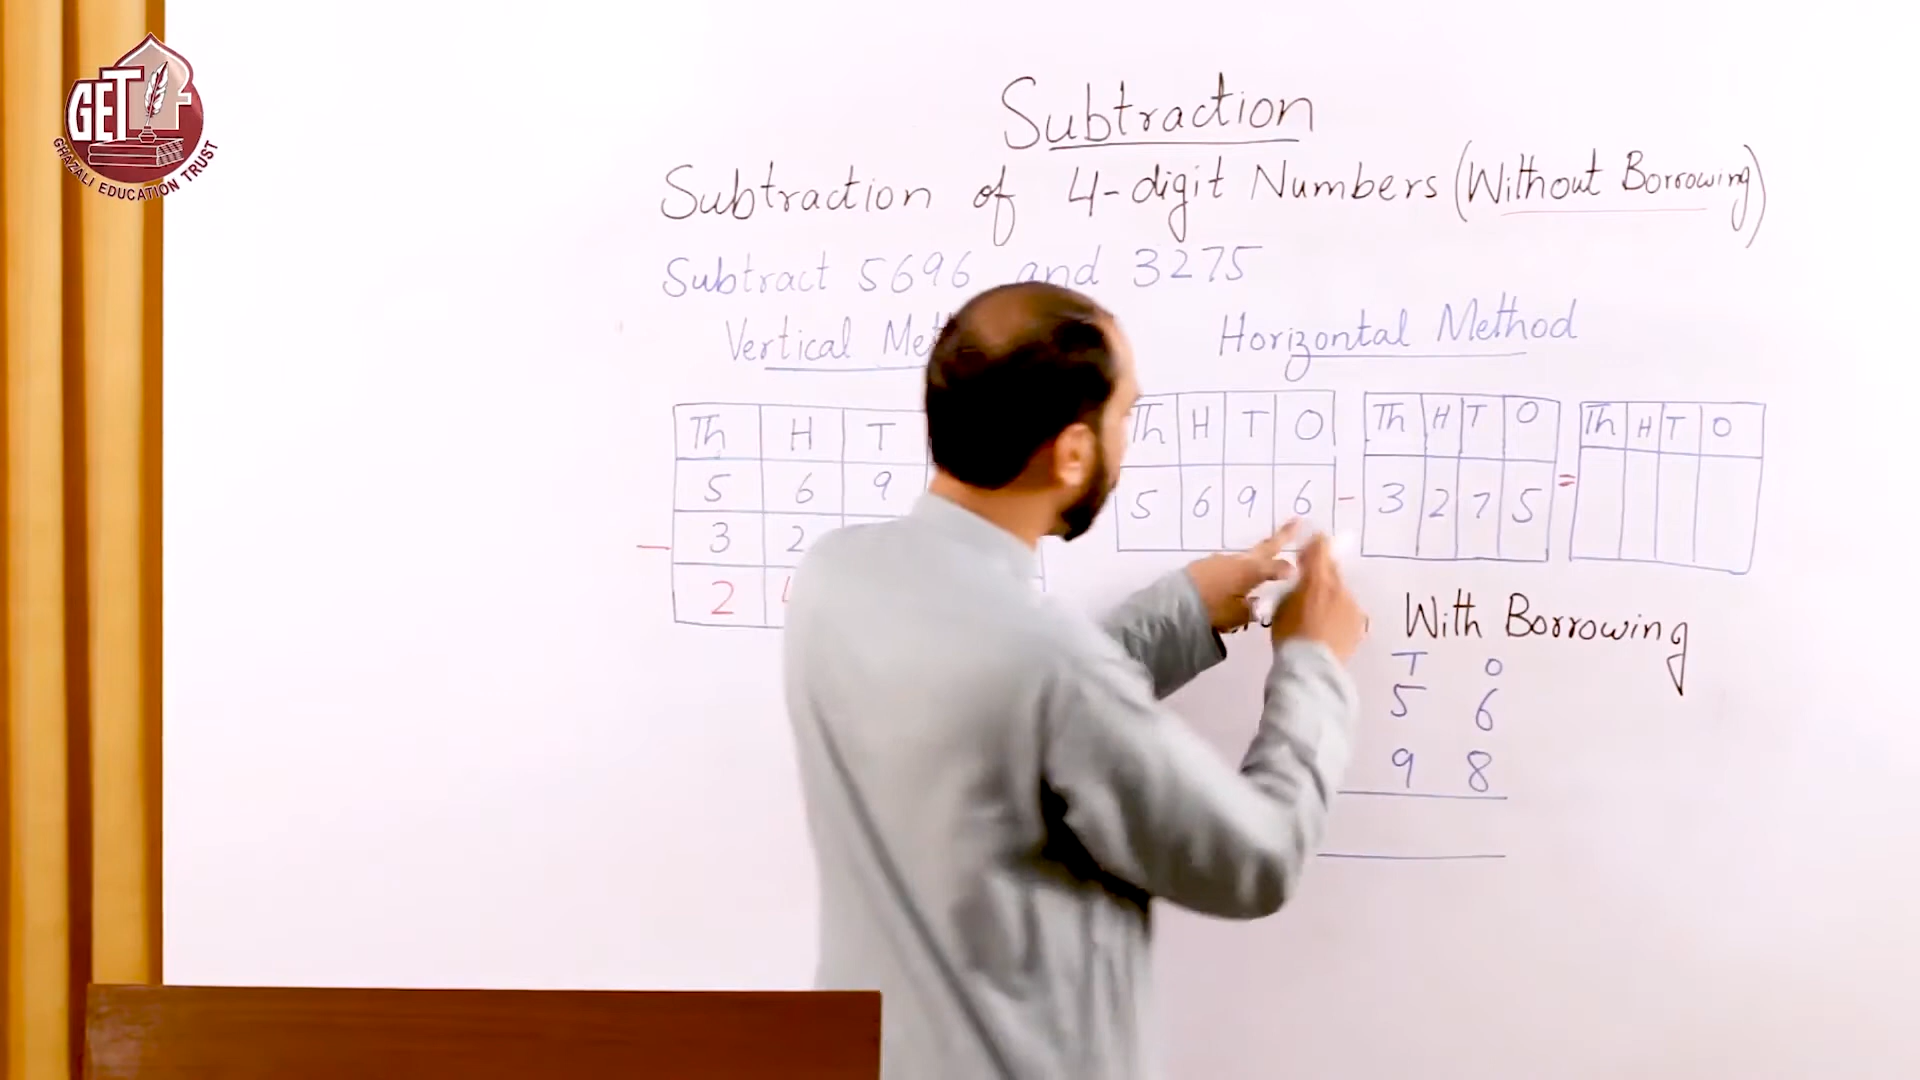 GETF
GHAZALI EDUCATION TRUST
Subtraction
Subtraction of 4-digit Numbers (Without Borrowing)
Subtract 5696 and 3275
Vertical
Horizontal Method
Th H T
5 6 9
- 3 2
2
Th H T O
5 6 9 6
-
Th H T O
3 2 7 5
=
Th H T O
With Borrowing
T O
5 6
9 8